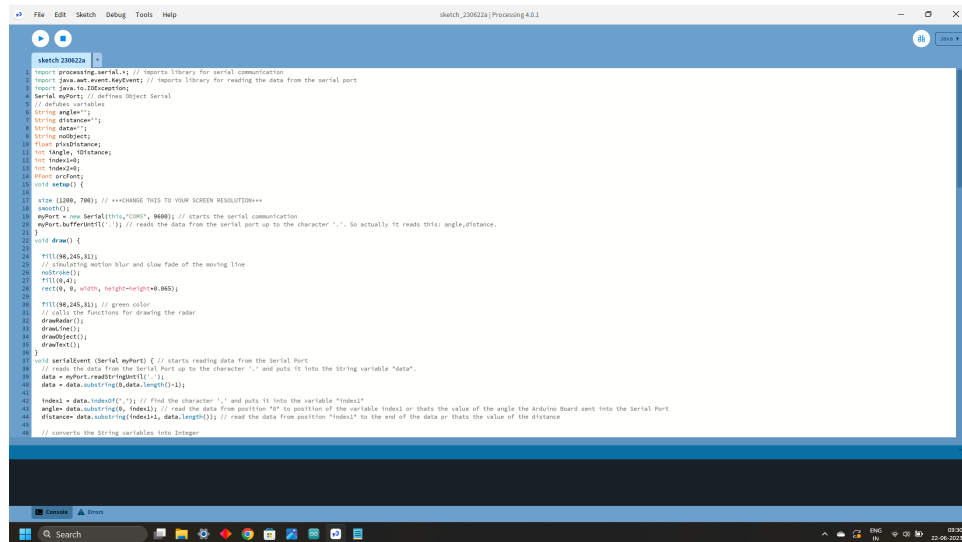 File Edit Sketch Debug Tools Help
sketch_230622a | Processing 4.0.1
Java
sketch 230622a
1 import processing.serial.*; // imports library for serial communication
2 import java.awt.event.KeyEvent; // imports library for reading the data from the serial port
3 import java.io.IOException;
4 Serial myPort; // defines Object Serial
5 // defubes variables
6 String angle="";
7 String distance="";
8 String data="";
9 String noObject;
10 float pixsDistance;
11 int iAngle, iDistance;
12 int index1=0;
13 int index2=0;
14 PFont orcFont;
15 void setup() {
16
17 size (1200, 700); // ***CHANGE THIS TO YOUR SCREEN RESOLUTION***
18 smooth();
19 myPort = new Serial(this,"COM5", 9600); // starts the serial communication
20 myPort.bufferUntil('.'); // reads the data from the serial port up to the character '.'. So actually it reads this: angle,distance.
21 }
22 void draw() {
23
24 fill(98,245,31);
25 // simulating motion blur and slow fade of the moving line
26 noStroke();
27 fill(0,4);
28 rect(0, 0, width, height-height*0.065);
29
30 fill(98,245,31); // green color
31 // calls the functions for drawing the radar
32 drawRadar();
33 drawLine();
34 drawObject();
35 drawText();
36 }
37 void serialEvent (Serial myPort) { // starts reading data from the Serial Port
38 // reads the data from the Serial Port up to the character '.' and puts it into the String variable "data".
39 data = myPort.readStringUntil('.');
40 data = data.substring(0,data.length()-1);
41
42 index1 = data.indexOf(","); // find the character ',' and puts it into the variable "index1"
43 angle= data.substring(0, index1); // read the data from position "0" to position of the variable index1 or thats the value of the angle the Arduino Board sent into the Serial Port
44 distance= data.substring(index1+1, data.length()); // read the data from position "index1" to the end of the data pr thats the value of the distance
45
46 // converts the String variables into Integer
Console Errors
Search
ENG
IN
09:30
22-06-2023